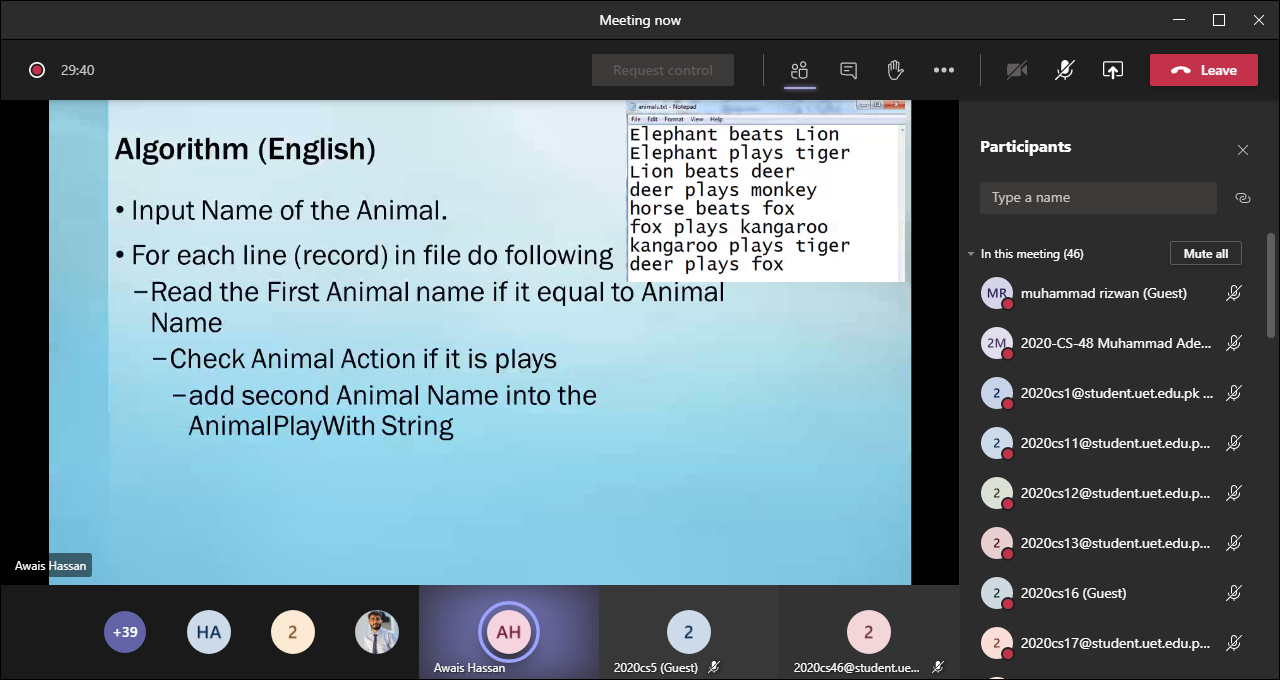 Meeting now
29:40
Request control
Leave
Algorithm (English)
• Input Name of the Animal.
• For each line (record) in file do following
–Read the First Animal name if it equal to Animal
Name
–Check Animal Action if it is plays
–add second Animal Name into the
AnimalPlayWith String
animals.txt - Notepad
File Edit Format View Help
Elephant beats Lion
Elephant plays tiger
Lion beats deer
deer plays monkey
horse beats fox
fox plays kangaroo
kangaroo plays tiger
deer plays fox
Awais Hassan
+39
HA
2
AH
Awais Hassan
2
2020cs5 (Guest)
2
2020cs46@student.ue...
Participants
Type a name
In this meeting (46)
Mute all
MR
muhammad rizwan (Guest)
2M
2020-CS-48 Muhammad Ade...
2
2020cs1@student.uet.edu.pk ...
2
2020cs11@student.uet.edu.p...
2
2020cs12@student.uet.edu.p...
2
2020cs13@student.uet.edu.p...
2
2020cs16 (Guest)
2
2020cs17@student.uet.edu.p...